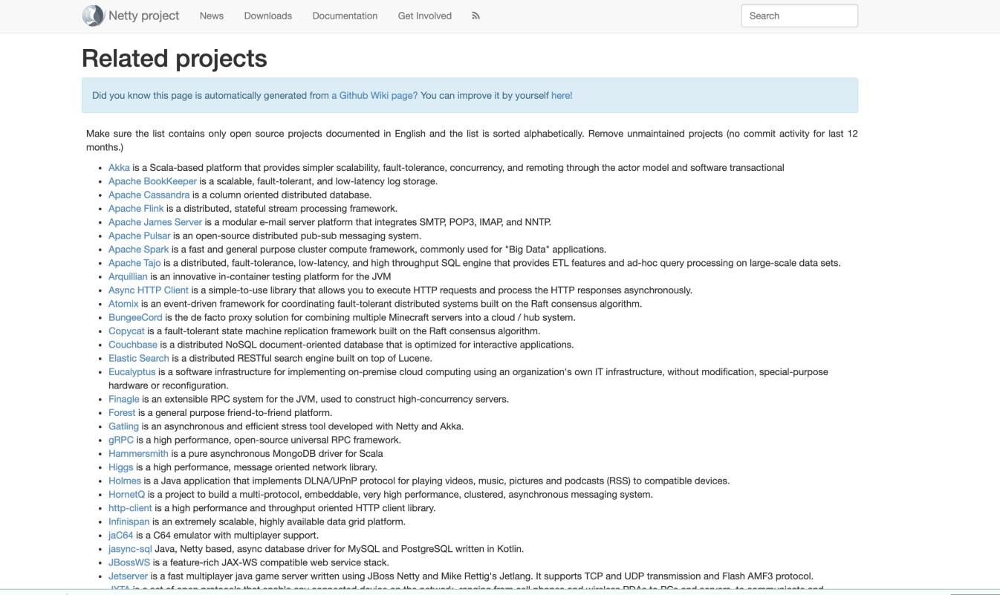 Netty project News Downloads Documentation Get Involved Search
Related projects
Did you know this page is automatically generated from a Github Wiki page? You can improve it by yourself here!
Make sure the list contains only open source projects documented in English and the list is sorted alphabetically. Remove unmaintained projects (no commit activity for last 12
months.)
• Akka is a Scala-based platform that provides simpler scalability, fault-tolerance, concurrency, and remoting through the actor model and software transactional
• Apache BookKeeper is a scalable, fault-tolerant, and low-latency log storage.
• Apache Cassandra is a column oriented distributed database.
• Apache Flink is a distributed, stateful stream processing framework.
• Apache James Server is a modular e-mail server platform that integrates SMTP, POP3, IMAP, and NNTP.
• Apache Pulsar is an open-source distributed pub-sub messaging system.
• Apache Spark is a fast and general purpose cluster compute framework, commonly used for "Big Data" applications.
• Apache Tajo is a distributed, fault-tolerance, low-latency, and high throughput SQL engine that provides ETL features and ad-hoc query processing on large-scale data sets.
• Arquillian is an innovative in-container testing platform for the JVM
• Async HTTP Client is a simple-to-use library that allows you to execute HTTP requests and process the HTTP responses asynchronously.
• Atomix is an event-driven framework for coordinating fault-tolerant distributed systems built on the Raft consensus algorithm.
• BungeeCord is the de facto proxy solution for combining multiple Minecraft servers into a cloud / hub system.
• Copycat is a fault-tolerant state machine replication framework built on the Raft consensus algorithm.
• Couchbase is a distributed NoSQL document-oriented database that is optimized for interactive applications.
• Elastic Search is a distributed RESTful search engine built on top of Lucene.
• Eucalyptus is a software infrastructure for implementing on-premise cloud computing using an organization's own IT infrastructure, without modification, special-purpose
hardware or reconfiguration.
• Finagle is an extensible RPC system for the JVM, used to construct high-concurrency servers.
• Forest is a general purpose friend-to-friend platform.
• Gatling is an asynchronous and efficient stress tool developed with Netty and Akka.
• gRPC is a high performance, open-source universal RPC framework.
• Hammersmith is a pure asynchronous MongoDB driver for Scala
• Higgs is a high performance, message oriented network library.
• Holmes is a Java application that implements DLNA/UPnP protocol for playing videos, music, pictures and podcasts (RSS) to compatible devices.
• HornetQ is a project to build a multi-protocol, embeddable, very high performance, clustered, asynchronous messaging system.
• http-client is a high performance and throughput oriented HTTP client library.
• Infinispan is an extremely scalable, highly available data grid platform.
• jaC64 is a C64 emulator with multiplayer support.
• jasync-sql Java, Netty based, async database driver for MySQL and PostgreSQL written in Kotlin.
• JBossWS is a feature-rich JAX-WS compatible web service stack.
• Jetserver is a fast multiplayer java game server written using JBoss Netty and Mike Rettig's Jetlang. It supports TCP and UDP transmission and Flash AMF3 protocol.
• JXTA is a set of open protocols that enable any connected device on the network, ranging from cell phones and wireless PDAs to PCs and servers, to communicate and